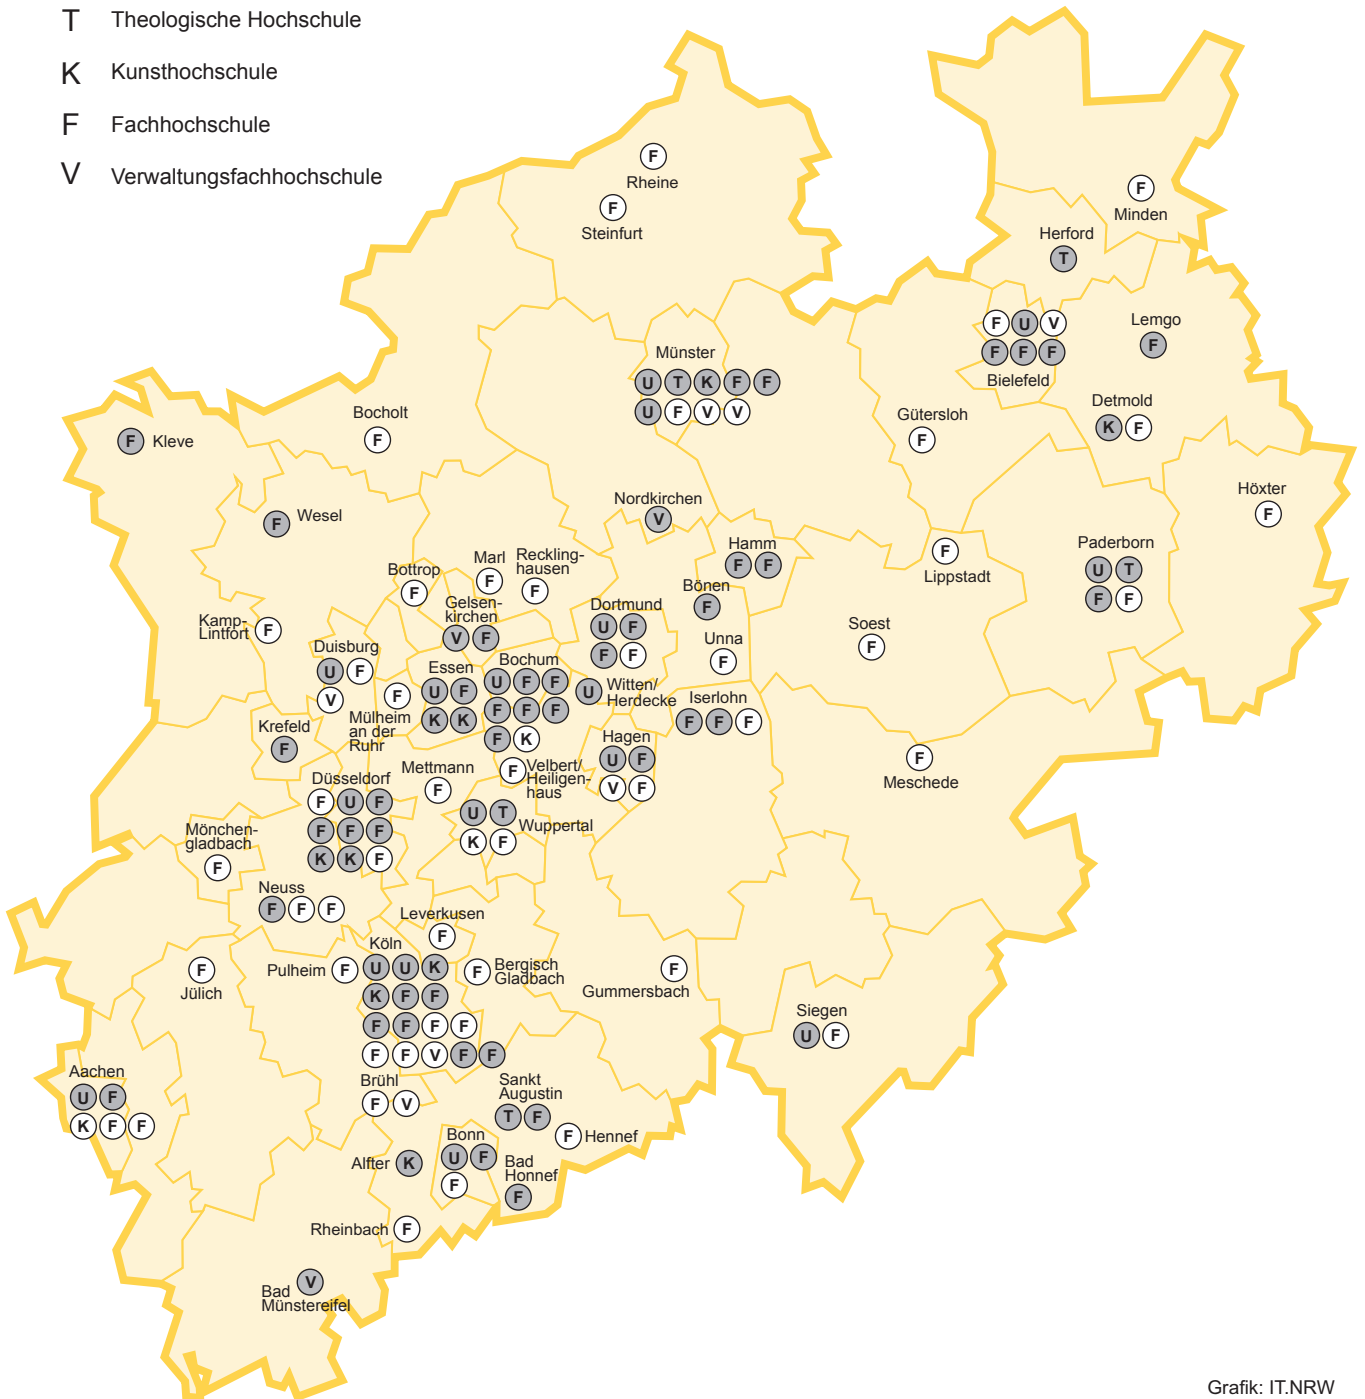 T Theologische Hochschule
K Kunsthochschule
F Fachhochschule
V Verwaltungsfachhochschule
F
Rheine
F
Steinfurt
F
Minden
Herford
T
F U V
F F F
Bielefeld
Lemgo
F
Münster
U T K F F
U F V V
Detmold
K F
Bocholt
F
Gütersloh
F
F Kleve
Höxter
F
Nordkirchen
V
F Wesel
Hamm
F F
F
Lippstadt
Paderborn
U T
F F
Marl
F
Reckling-
hausen
F
Bottrop
F
Gelsen-
kirchen
V F
Bönen
F
Dortmund
U F
F F
Kamp-
Lintfort F
Unna
F
Soest
F
Duisburg
U F
V
F
Mülheim
an der
Ruhr
Essen
U F
K K
Bochum
U F F
F F F
F K
U Witten/
Herdecke
Iserlohn
F F F
Krefeld
F
Hagen
U F
V F
F
Meschede
Mettmann
F
F Velbert/
Heiligen-
haus
Düsseldorf
F U F
F F F
K K F
U T
K F
Wuppertal
Mönchen-
gladbach
F
Neuss
F F F
Leverkusen
F
F
Jülich
Pulheim F
Köln
U U K
K F F
F F F F
F F V F F
F Bergisch
Gladbach
F
Gummersbach
Siegen
U F
Aachen
U F
K F F
Brühl
F V
Sankt
Augustin
T F
F Hennef
Bonn
U F
F
Alfter K
Bad
Honnef
F
Rheinbach F
V
Bad
Münstereifel
Grafik: IT.NRW